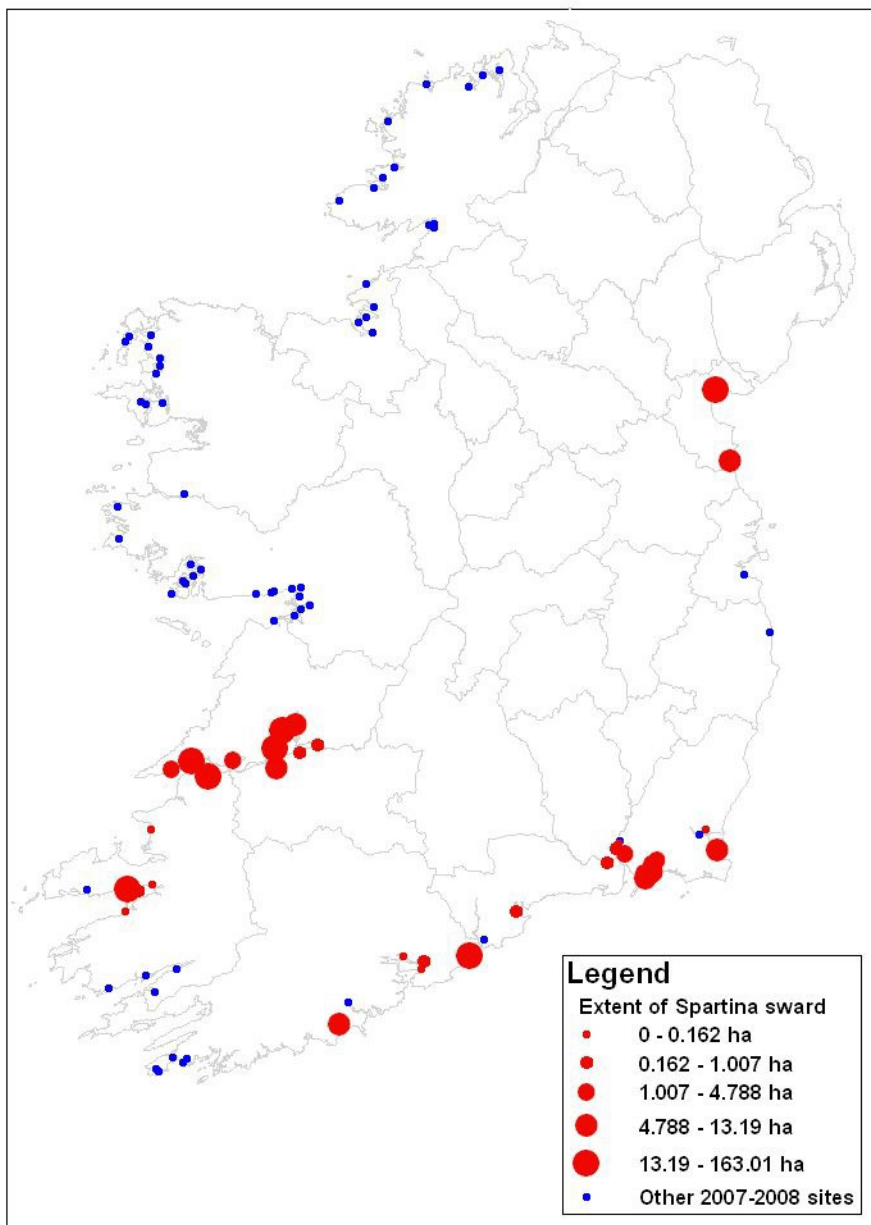 Legend
Extent of Spartina sward
0 - 0.162 ha
0.162 - 1.007 ha
1.007 - 4.788 ha
4.788 - 13.19 ha
13.19 - 163.01 ha
Other 2007-2008 sites